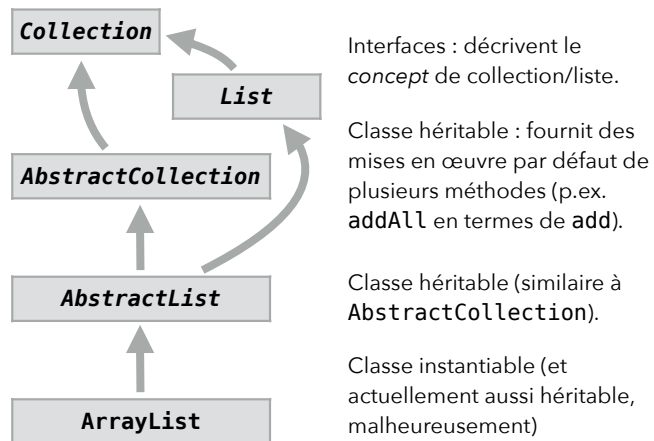 Collection
List
AbstractCollection
AbstractList
ArrayList
Interfaces : décrivent le
concept de collection/liste.
Classe héritable : fournit des
mises en œuvre par défaut de
plusieurs méthodes (p.ex.
addAll en termes de add).
Classe héritable (similaire à
AbstractCollection).
Classe instantiable (et
actuellement aussi héritable,
malheureusement)